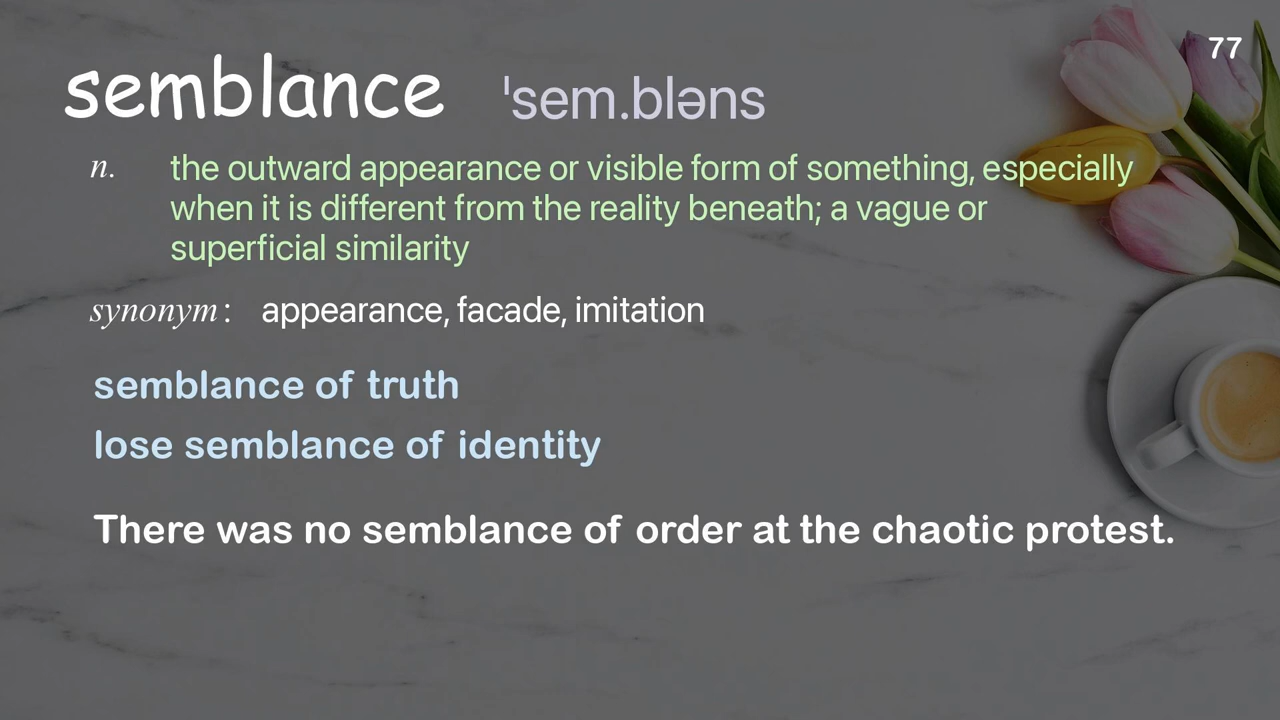 77
semblance ˈsem.bləns
n. the outward appearance or visible form of something, especially
when it is different from the reality beneath; a vague or
superficial similarity
synonym: appearance, facade, imitation
semblance of truth
lose semblance of identity
There was no semblance of order at the chaotic protest.